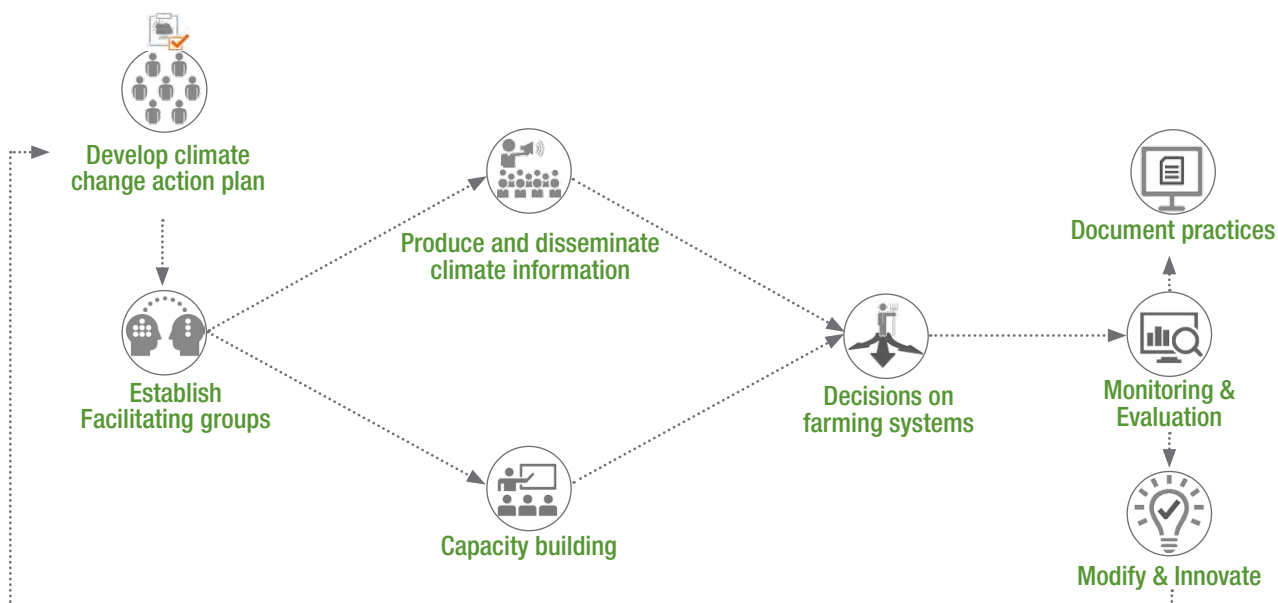 Develop climate
change action plan
Produce and disseminate
climate information
Document practices
Establish
Facilitating groups
Decisions on
farming systems
Monitoring &
Evaluation
Capacity building
Modify & Innovate